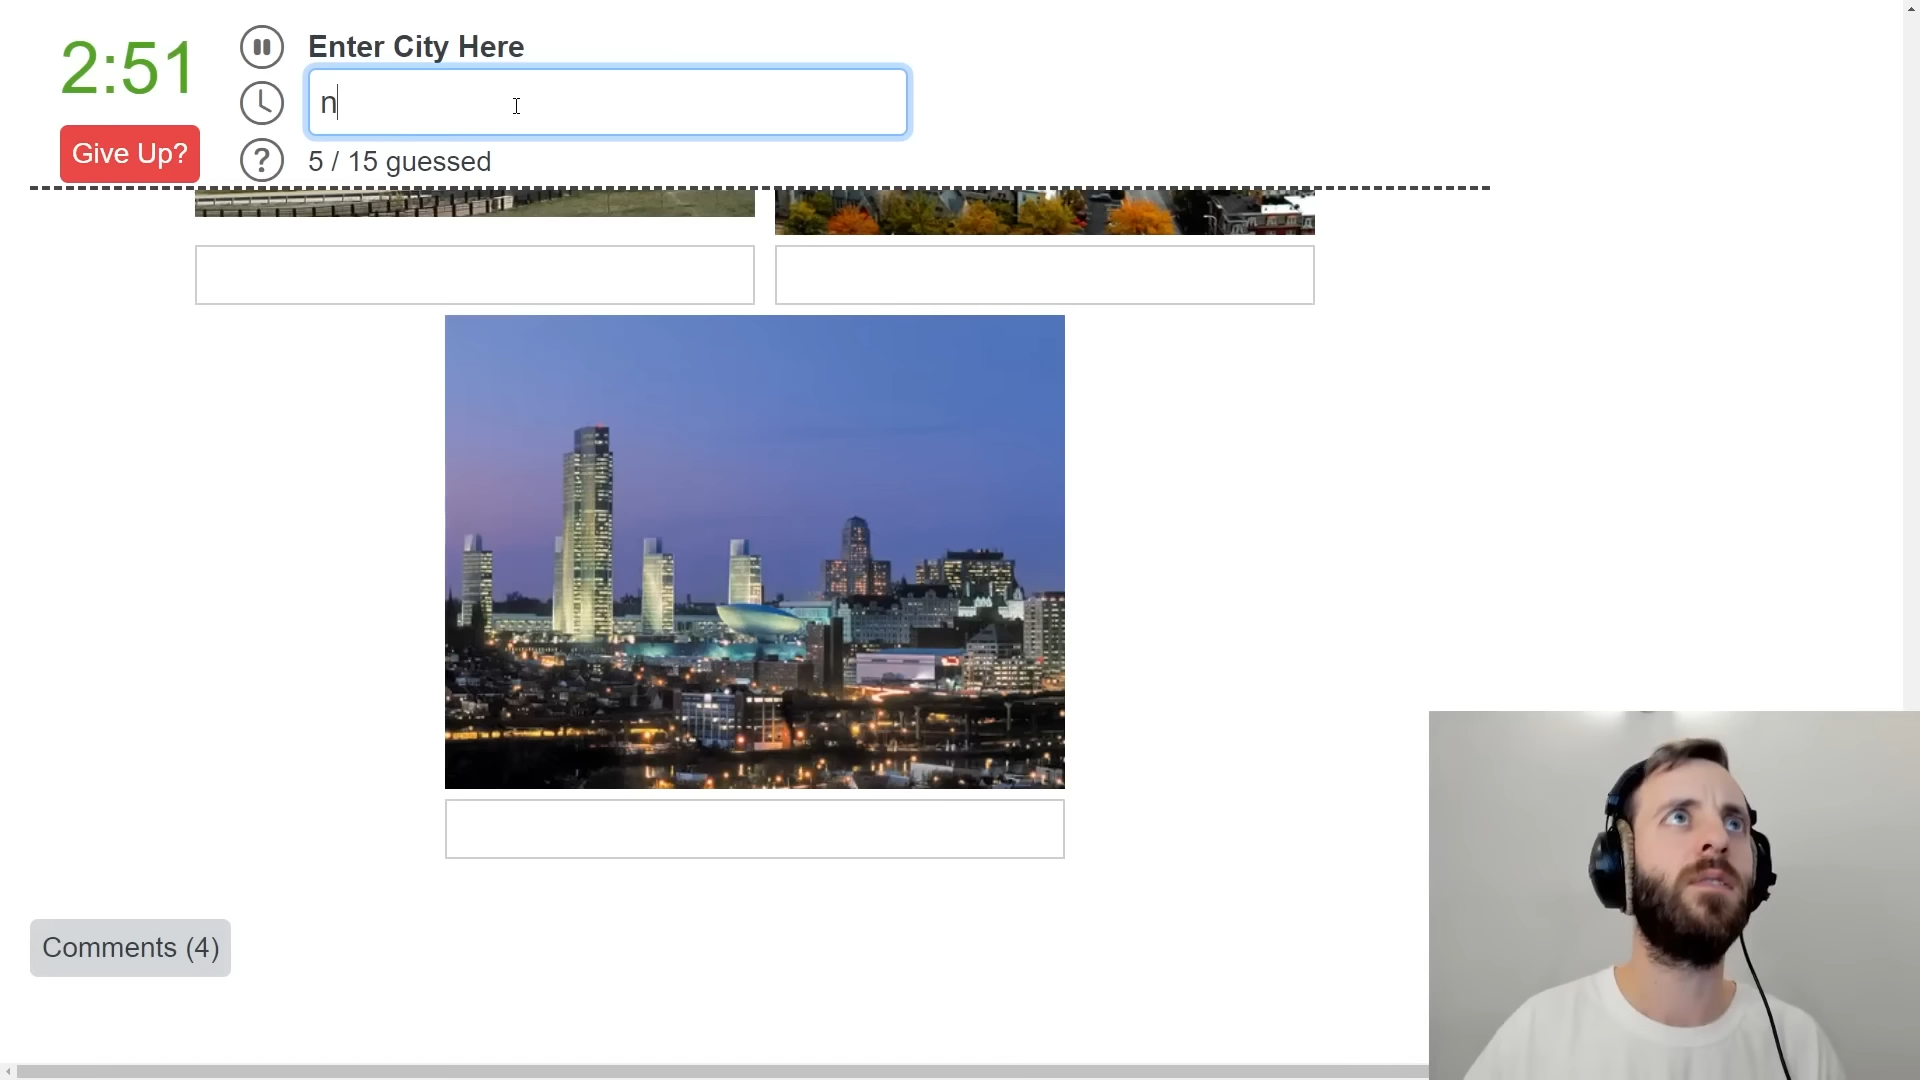 2:51
Enter City Here
n
Give Up?
?
5 / 15 guessed
Comments (4)